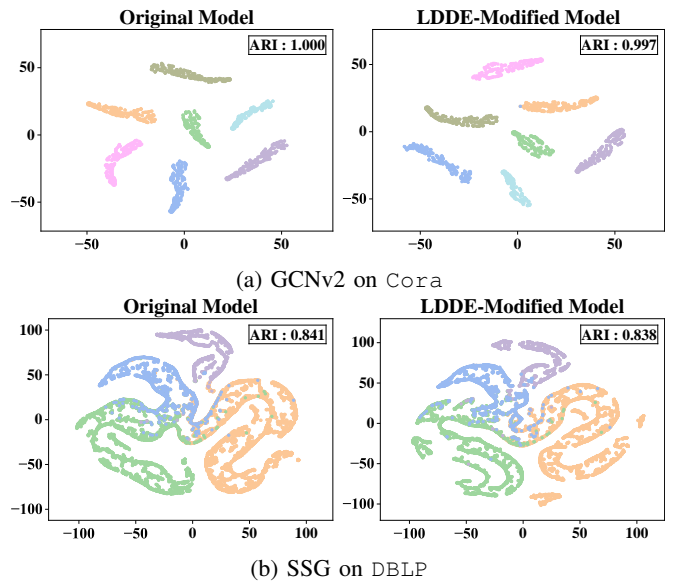 Original Model
LDDE-Modified Model
ARI : 1.000
ARI : 0.997
50
0
−50
50
0
−50
−50 0 50
−50 0 50
(a) GCNv2 on Cora
Original Model
LDDE-Modified Model
ARI : 0.841
ARI : 0.838
100
50
0
−50
−100
100
50
0
−50
−100
−100 −50 0 50 100
−100 −50 0 50 100
(b) SSG on DBLP